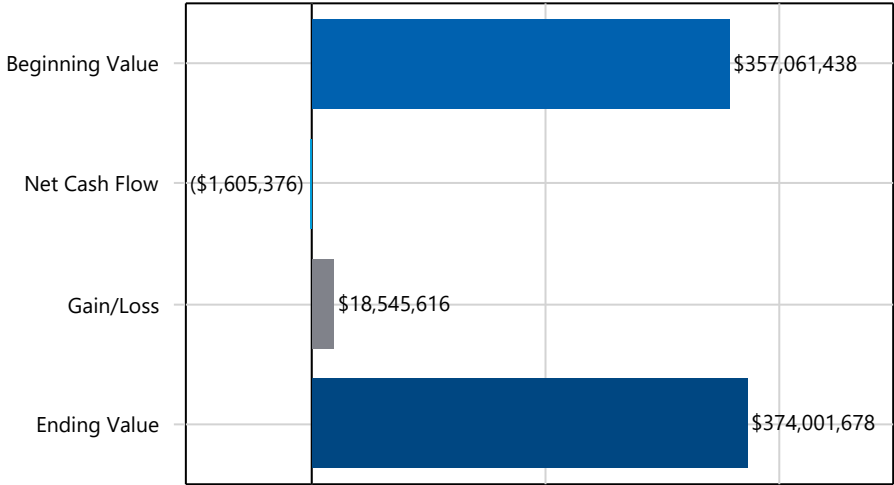 Beginning Value $357,061,438
Net Cash Flow ($1,605,376)
Gain/Loss $18,545,616
Ending Value $374,001,678